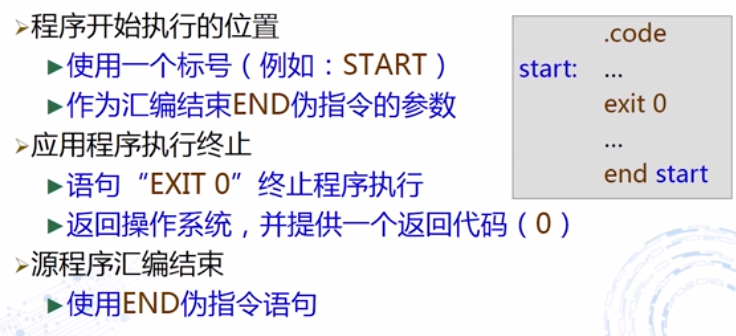 程序开始执行的位置
使用一个标号（例如：START）
作为汇编结束END伪指令的参数
应用程序执行终止
语句“EXIT 0”终止程序执行
返回操作系统，并提供一个返回代码（0）
源程序汇编结束
使用END伪指令语句
.code
start: ...
exit 0
...
end start